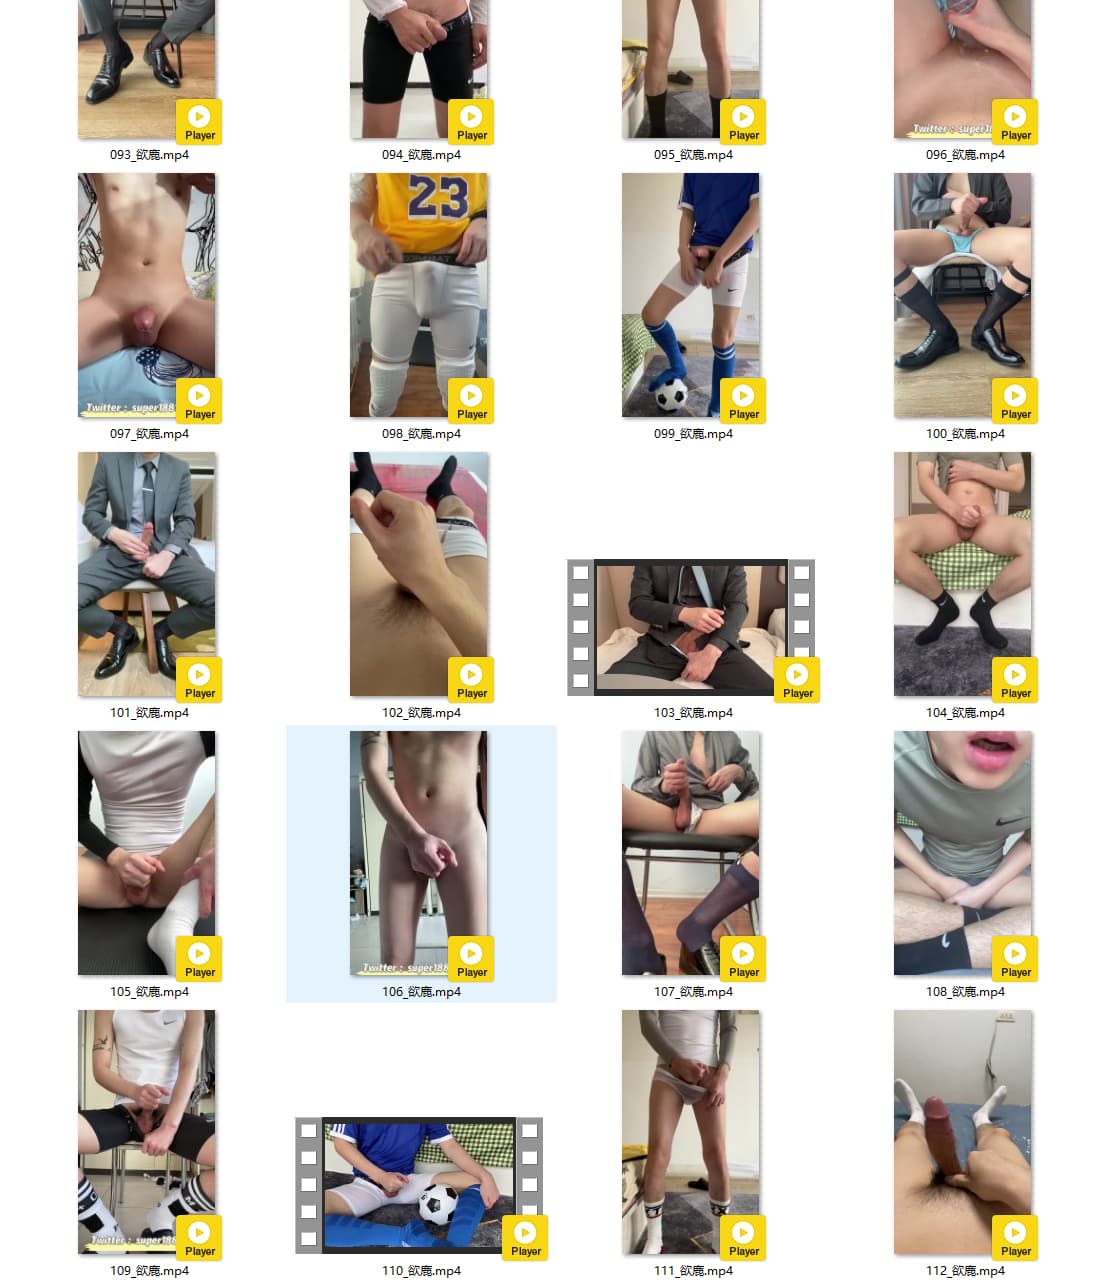 Twitter：super18
Player
Player
Player
Player
093_欲鹿.mp4
094_欲鹿.mp4
095_欲鹿.mp4
096_欲鹿.mp4
23
Twitter：super188
Player
Player
Player
Player
097_欲鹿.mp4
098_欲鹿.mp4
099_欲鹿.mp4
100_欲鹿.mp4
Player
Player
Player
Player
101_欲鹿.mp4
102_欲鹿.mp4
103_欲鹿.mp4
104_欲鹿.mp4
Twitter：super188
Player
Player
Player
Player
105_欲鹿.mp4
106_欲鹿.mp4
107_欲鹿.mp4
108_欲鹿.mp4
Twitter：super188
Player
Player
Player
Player
109_欲鹿.mp4
110_欲鹿.mp4
111_欲鹿.mp4
112_欲鹿.mp4